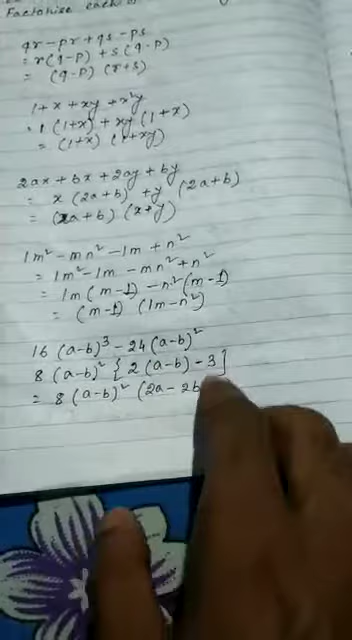 Factorise each of
qr - pr + qs - ps
= r(q-p) + s(q-p)
= (q-p) (r+s)
1 + x + xy + x²y
= 1 (1+x) + xy (1+x)
= (1+x) (1+xy)
2ax + bx + 2ay + by
= x (2a+b) + y (2a+b)
= (2a+b) (x+y)
lm² - mn² - lm + n²
= lm² - lm - mn² + n²
= lm (m-1) - n² (m-1)
= (m-1) (lm-n²)
16 (a-b)³ - 24 (a-b)²
8 (a-b)² { 2 (a-b) - 3 }
= 8 (a-b)² (2a - 2b